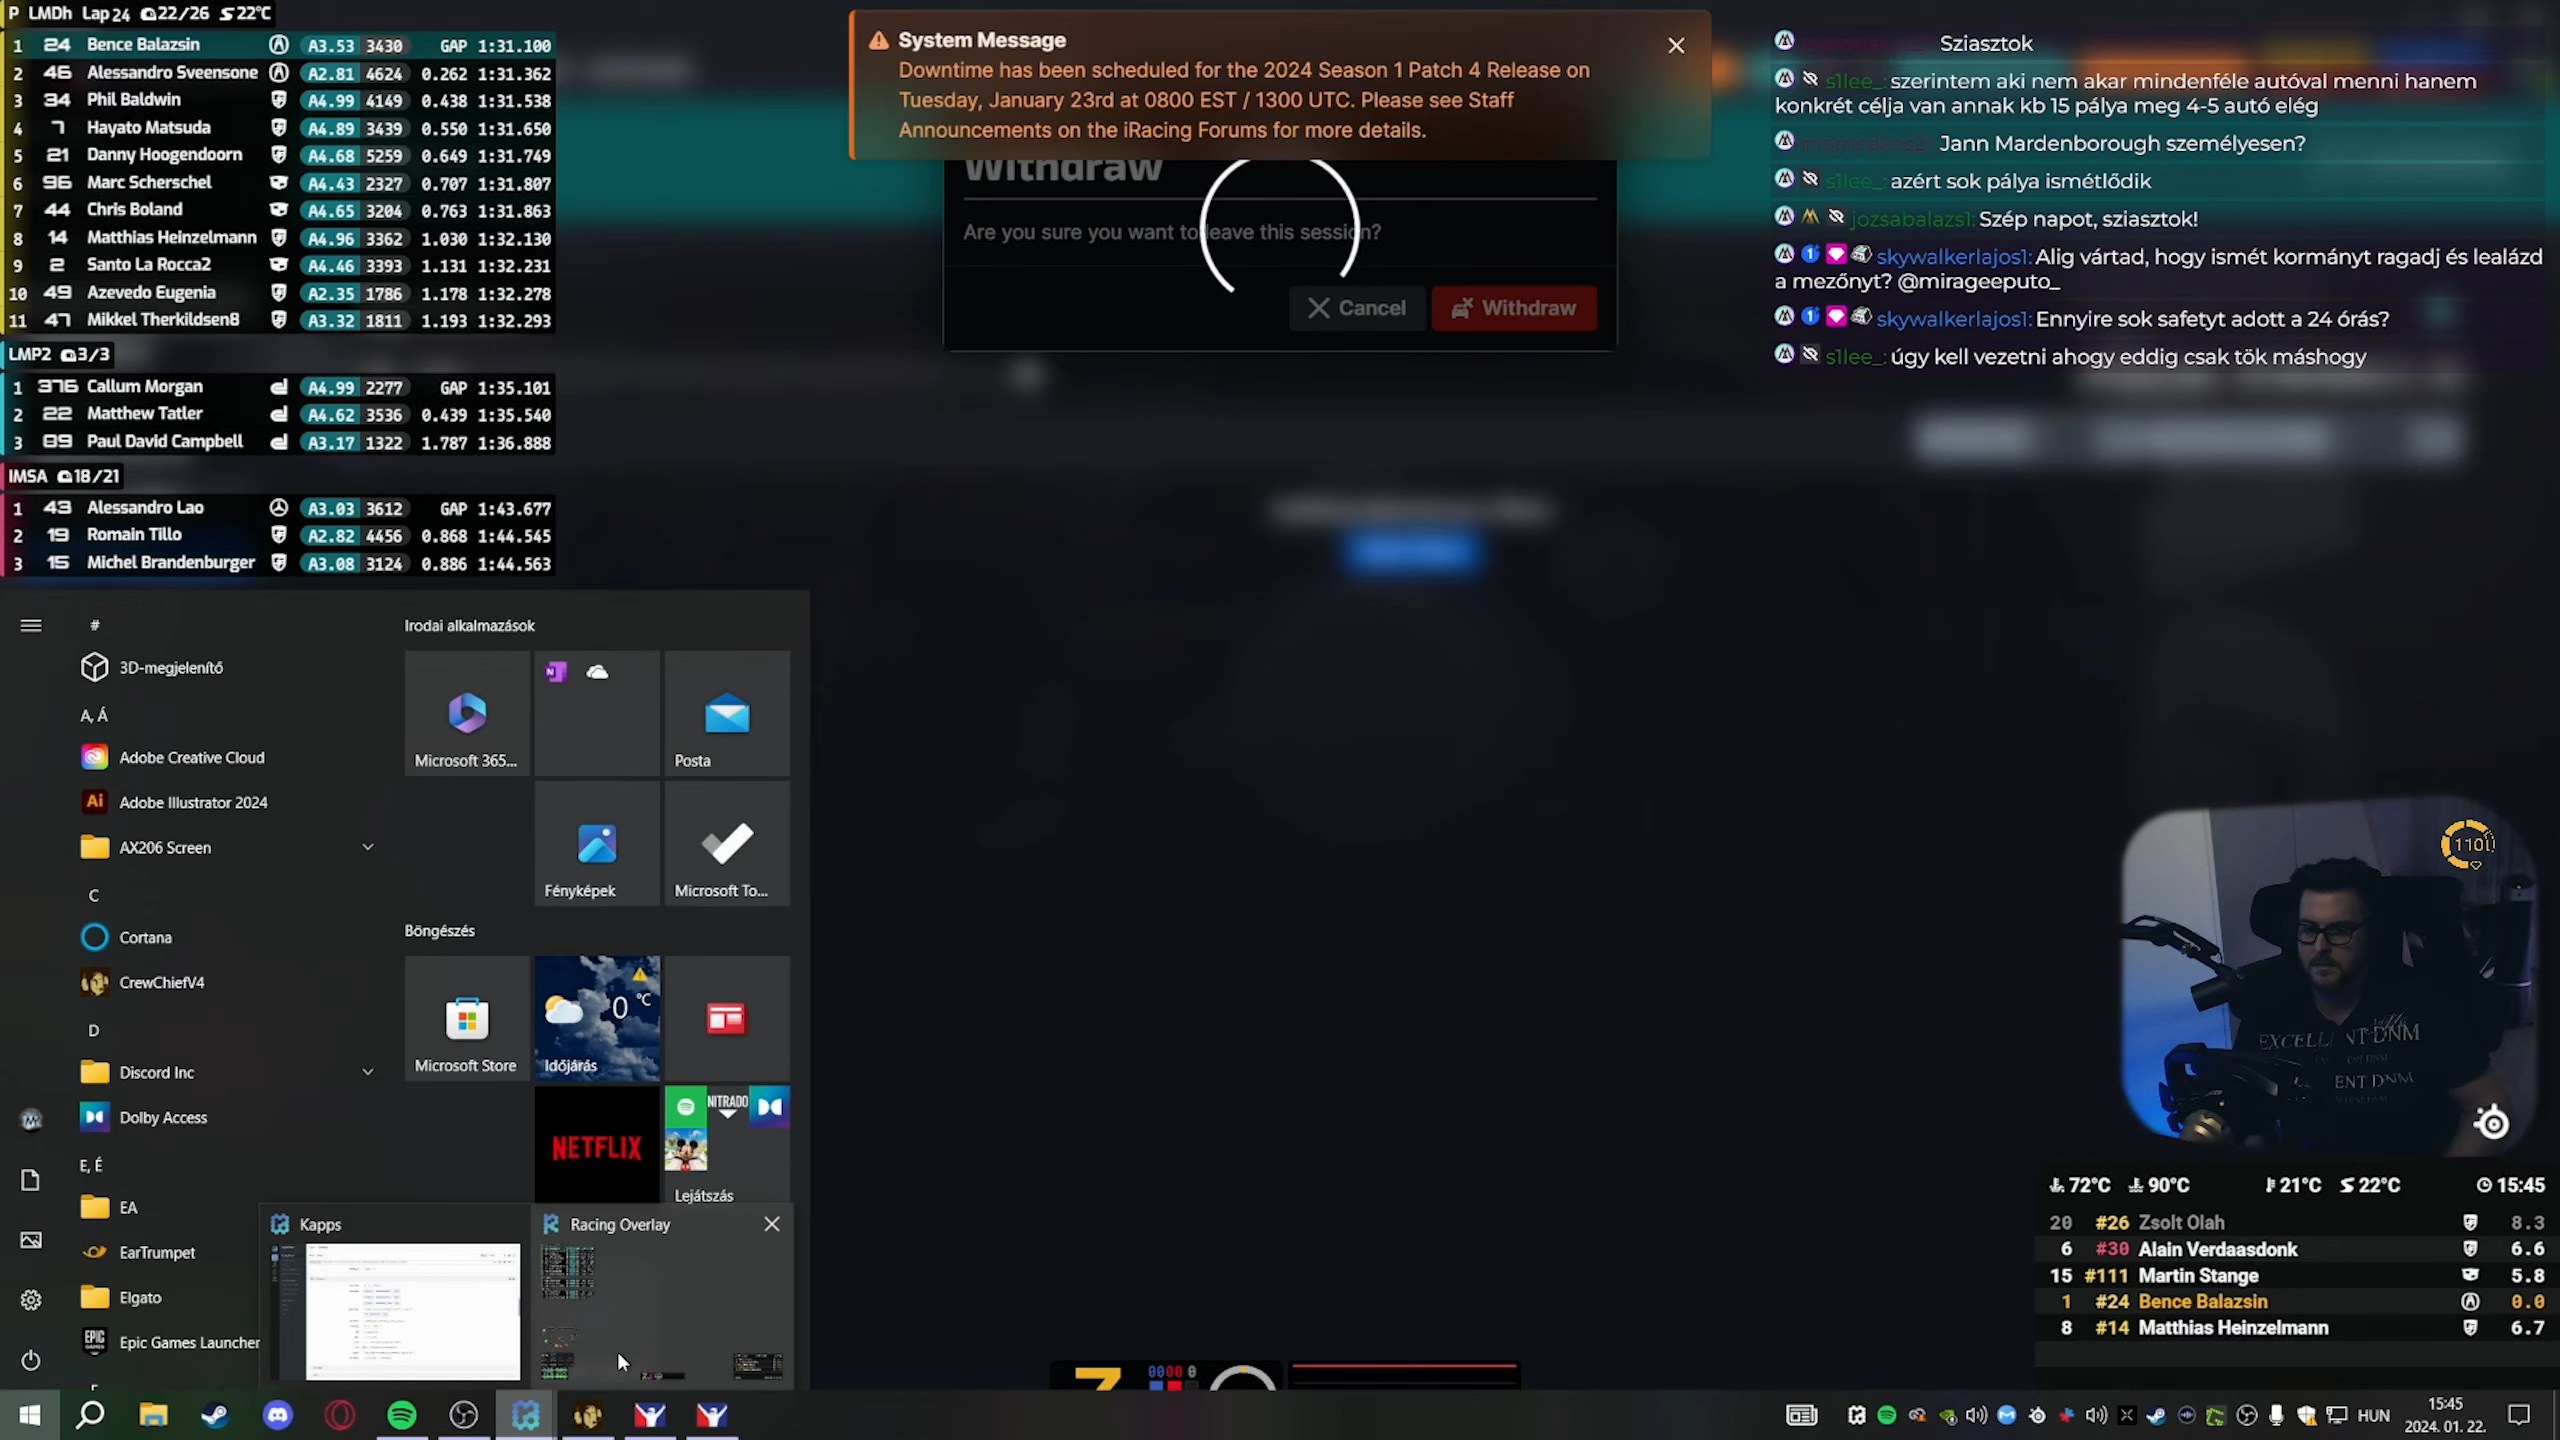 P LMDh Lap 24 22/26 22°C
1 24 Bence Balazsin A3.53 3430 GAP 1:31.100
2 46 Alessandro Sveensone A2.81 4624 0.262 1:31.362
3 34 Phil Baldwin A4.99 4149 0.438 1:31.538
4 7 Hayato Matsuda A4.89 3439 0.550 1:31.650
5 21 Danny Hoogendoorn A4.68 5259 0.649 1:31.749
6 96 Marc Scherschel A4.43 2327 0.707 1:31.807
7 44 Chris Boland A4.65 3204 0.763 1:31.863
8 14 Matthias Heinzelmann A4.96 3362 1.030 1:32.130
9 2 Santo La Rocca2 A4.46 3393 1.131 1:32.231
10 49 Azevedo Eugenia A2.35 1786 1.178 1:32.278
11 47 Mikkel Therkildsen8 A3.32 1811 1.193 1:32.293
LMP2 3/3
1 376 Callum Morgan A4.99 2277 GAP 1:35.101
2 22 Matthew Tatler A4.62 3536 0.439 1:35.540
3 89 Paul David Campbell A3.17 1322 1.787 1:36.888
IMSA 18/21
1 43 Alessandro Lao A3.03 3612 GAP 1:43.677
2 19 Romain Tillo A2.82 4456 0.868 1:44.545
3 15 Michel Brandenburger A3.08 3124 0.886 1:44.563
System Message
Downtime has been scheduled for the 2024 Season 1 Patch 4 Release on
Tuesday, January 23rd at 0800 EST / 1300 UTC. Please see Staff
Announcements on the iRacing Forums for more details.
Withdraw
Are you sure you want to leave this session?
Cancel
Withdraw
Sziasztok
s1lee_: szerintem aki nem akar mindenféle autóval menni hanem
konkrét célja van annak kb 15 pálya meg 4-5 autó elég
Jann Mardenborough személyesen?
s1lee_: azért sok pálya ismétlődik
jozsabalazs1: Szép napot, sziasztok!
skywalkerlajos1: Alig vártad, hogy ismét kormányt ragadj és lealázd
a mezőnyt? @mirageeputo_
skywalkerlajos1: Ennyire sok safetyt adott a 24 órás?
s1lee_: úgy kell vezetni ahogy eddig csak tök máshogy
#
3D-megjelenítő
A, Á
Adobe Creative Cloud
Ai Adobe Illustrator 2024
AX206 Screen
C
Cortana
CrewChiefV4
D
Discord Inc
Dolby Access
E, É
EA
EarTrumpet
Elgato
EPIC GAMES Epic Games Launcher
Irodai alkalmazások
Microsoft 365...
Posta
Fényképek
Microsoft To...
Böngészés
Microsoft Store
0 °C
Időjárás
NETFLIX
NITRADO
Lejátszás
Kapps
Racing Overlay
110
EXCELLENT DNM
ENT DNM
72°C 90°C 21°C 22°C 15:45
20 #26 Zsolt Olah 8.3
6 #30 Alain Verdaasdonk 6.6
15 #111 Martin Stange 5.8
1 #24 Bence Balazsin 0.0
8 #14 Matthias Heinzelmann 6.7
0000 0
HUN
15:45
2024. 01. 22.